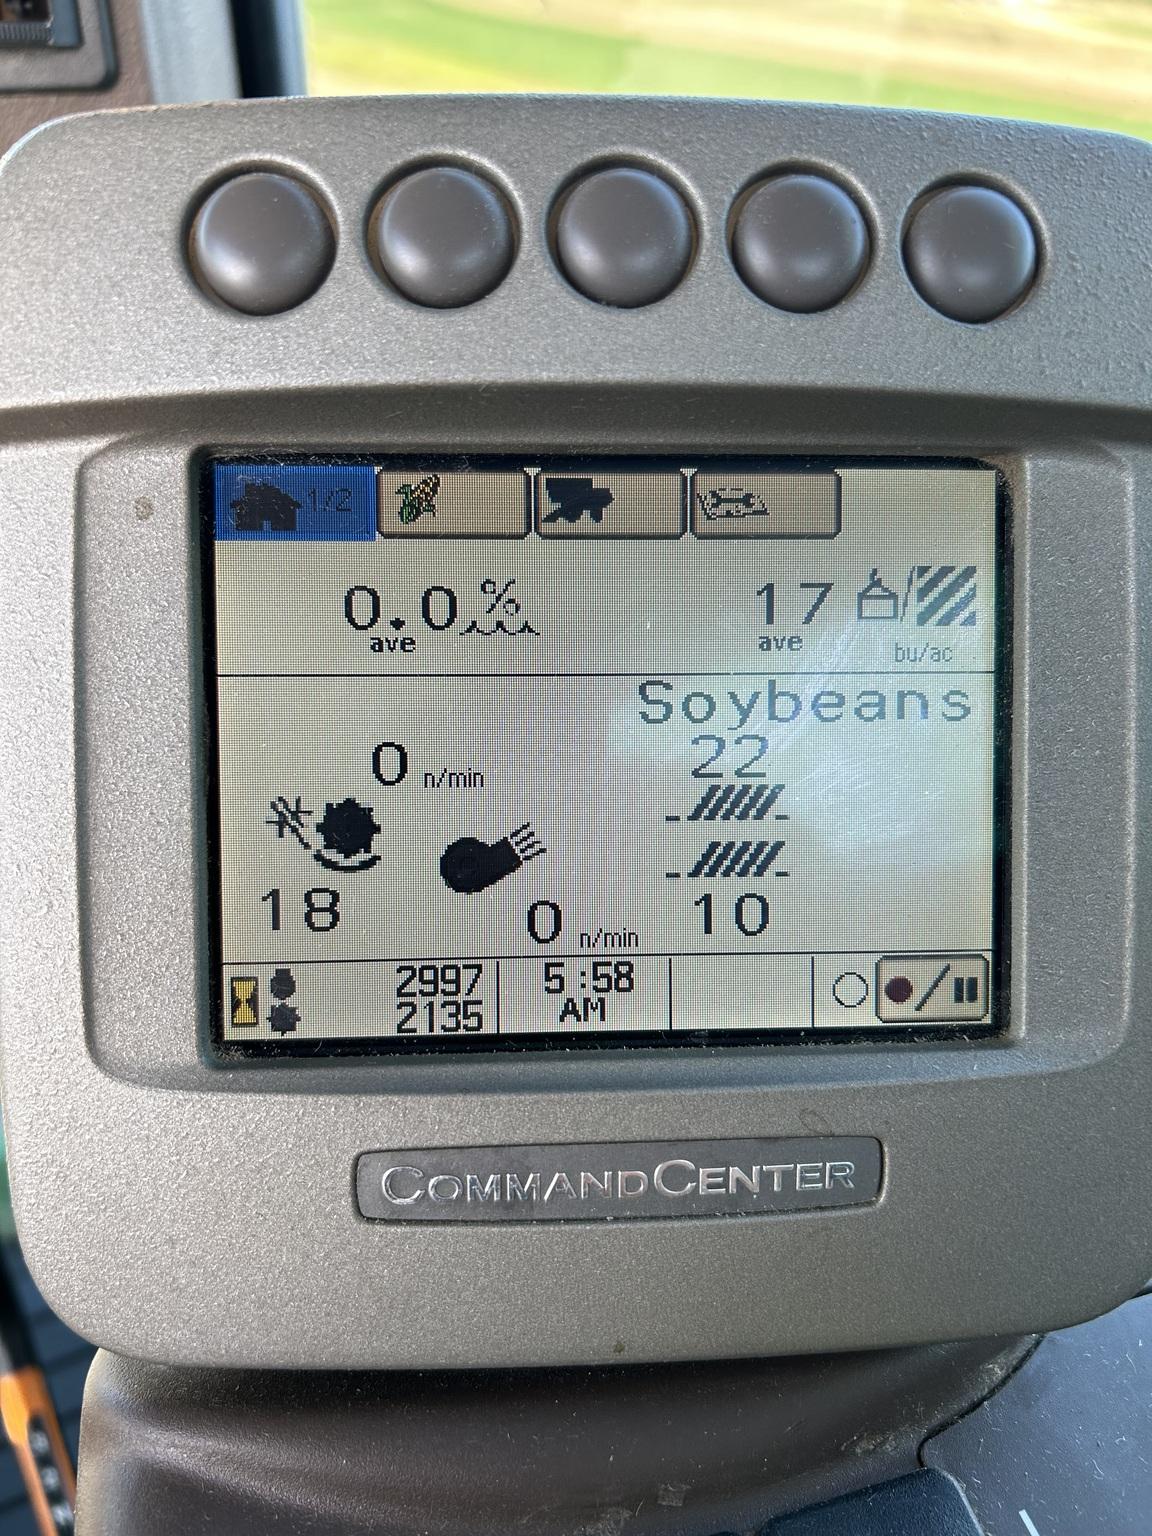 1/2
0.0 %
ave
17
ave
bu/ac
Soybeans
22
0 n/min
18
10
0 n/min
2997
2135
5:58
AM
COMMANDCENTER